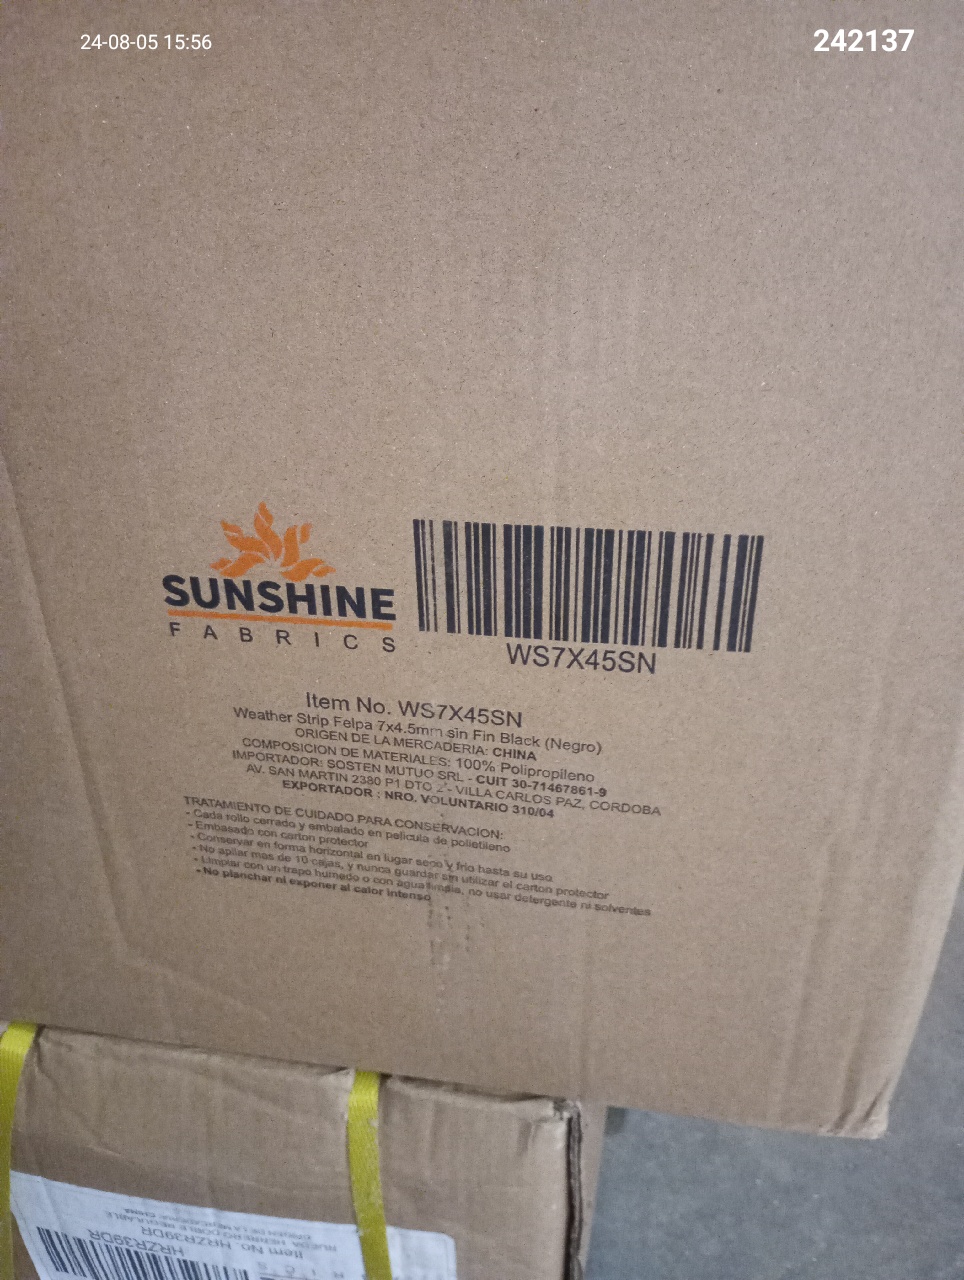 24-08-05 15:56
242137
SUNSHINE
FABRICS
WS7X45SN
Item No. WS7X45SN
Weather Strip Felpa 7x4.5mm sin Fin Black (Negro)
ORIGEN DE LA MERCADERIA: CHINA
COMPOSICION DE MATERIALES: 100% Polipropileno
IMPORTADOR: SOSTEN MUTUO SRL - CUIT 30-71467861-9
AV. SAN MARTIN 2380 P1 DTO 2 - VILLA CARLOS PAZ, CORDOBA
EXPORTADOR : NRO. VOLUNTARIO 310/04
TRATAMIENTO DE CUIDADO PARA CONSERVACION:
- Cada rollo cerrado y embalado en pelicula de polietileno
- Embasado con carton protector
- Conservar en forma horizontal en lugar seco y frio hasta su uso
- No apilar mas de 10 cajas, y nunca guardar sin utilizar el carton protector
- Limpiar con un trapo humedo o con agua limpia, no usar detergente ni solventes
- No planchar ni exponer al calor intenso
HRZR39DR
Item No. HRZR39DR